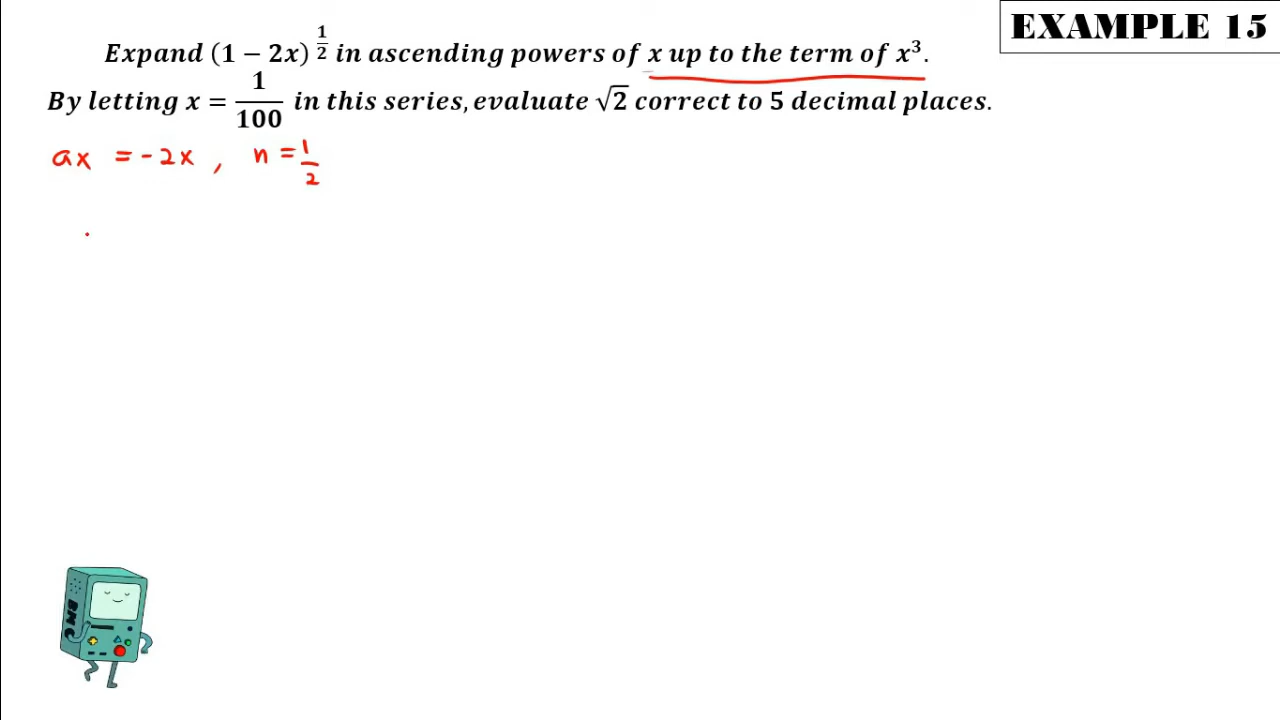 EXAMPLE 15
Expand (1 − 2x)^(1/2) in ascending powers of x up to the term of x³.
By letting x = 1/100 in this series, evaluate √2 correct to 5 decimal places.
ax = -2x , n = 1/2
BMO